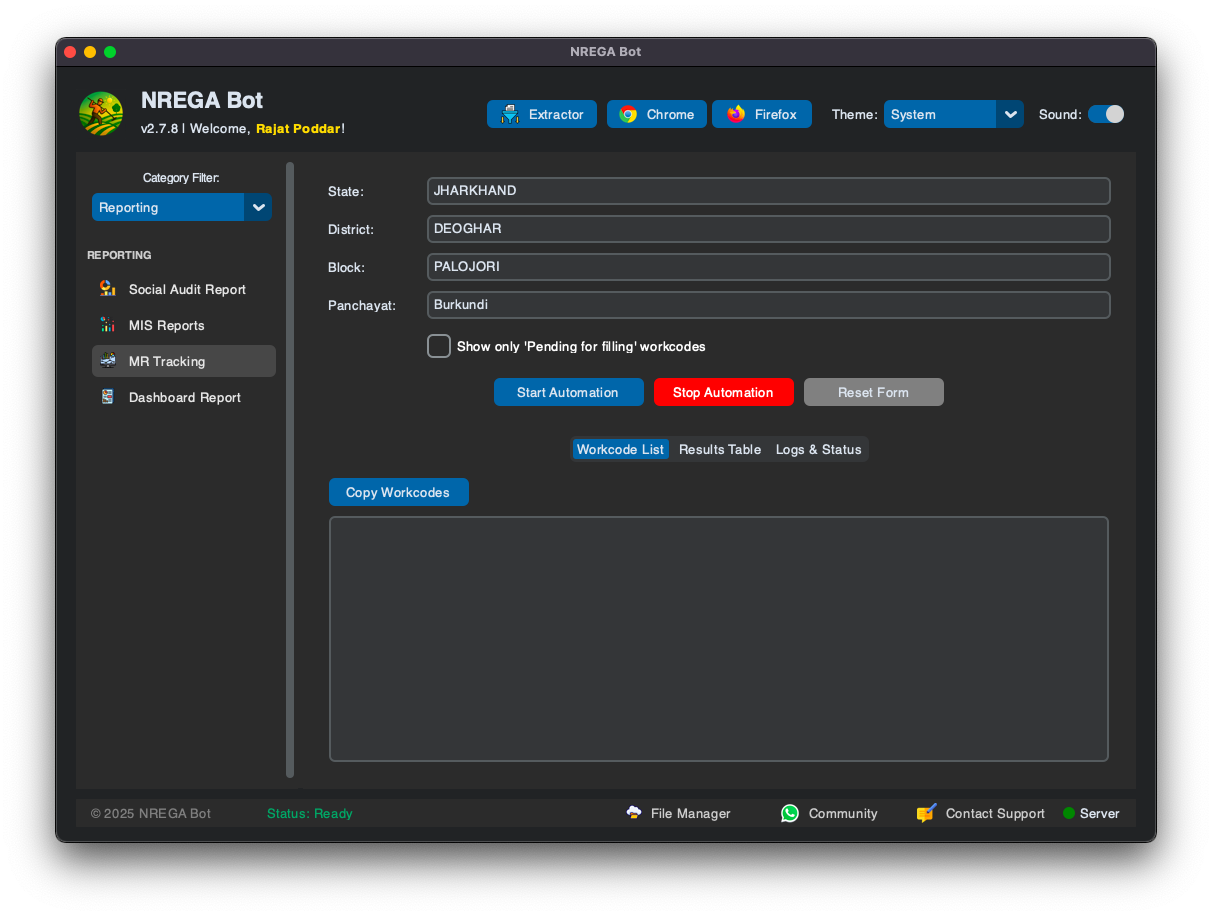 NREGA Bot
NREGA Bot
v2.7.8 | Welcome, Rajat Poddar!
Extractor
Chrome
Firefox
Theme:
System
Sound:
Category Filter:
Reporting
REPORTING
Social Audit Report
MIS Reports
MR Tracking
Dashboard Report
State:
JHARKHAND
District:
DEOGHAR
Block:
PALOJORI
Panchayat:
Burkundi
Show only 'Pending for filling' workcodes
Start Automation
Stop Automation
Reset Form
Workcode List
Results Table
Logs & Status
Copy Workcodes
© 2025 NREGA Bot
Status: Ready
File Manager
Community
Contact Support
Server